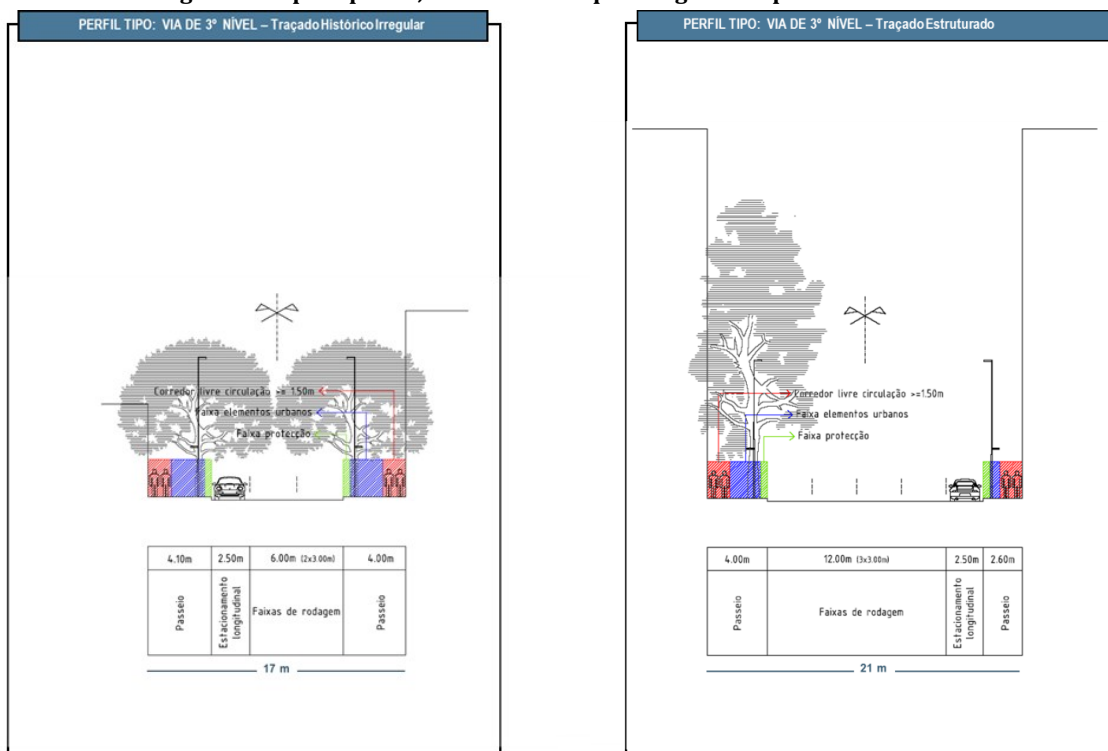 PERFIL TIPO: VIA DE 3º NÍVEL – Traçado Histórico Irregular
Corredor livre circulação >= 1.50m
Faixa elementos urbanos
Faixa protecção
4.10m
2.50m
6.00m (2x3.00m)
4.00m
Passeio
Estacionamento
longitudinal
Faixas de rodagem
Passeio
17 m
PERFIL TIPO: VIA DE 3º NÍVEL – Traçado Estruturado
Corredor livre circulação >=1.50m
Faixa elementos urbanos
Faixa protecção
4.00m
12.00m (3x3.00m)
2.50m
2.60m
Passeio
Faixas de rodagem
Estacionamento
longitudinal
Passeio
21 m